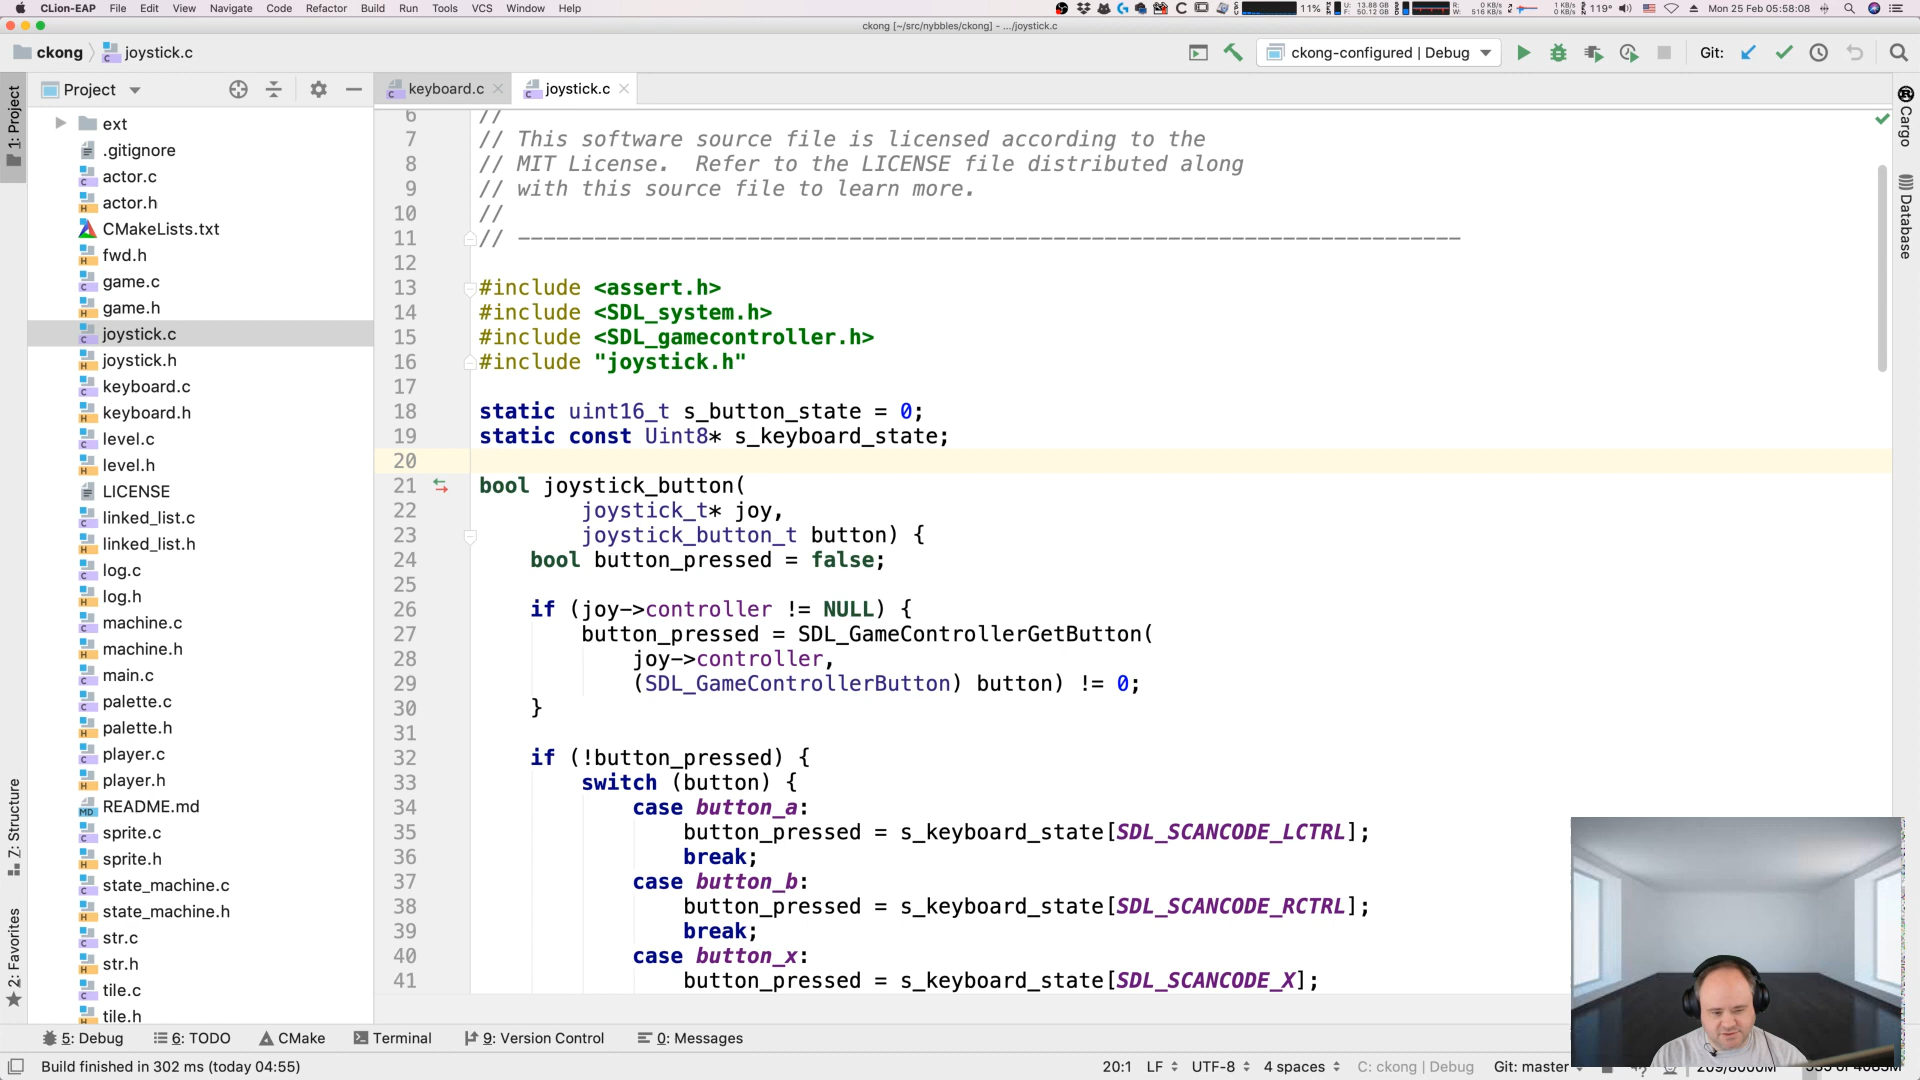 CLion-EAP File Edit View Navigate Code Refactor Build Run Tools VCS Window Help
11% 119° Mon 25 Feb 05:58:08
ckong [~/src/nybbles/ckong] - .../joystick.c
ckong joystick.c
ckong-configured | Debug
Git:
Project
keyboard.c
joystick.c
1: Project
Z: Structure
2: Favorites
Cargo
Database
ext
.gitignore
actor.c
actor.h
CMakeLists.txt
fwd.h
game.c
game.h
joystick.c
joystick.h
keyboard.c
keyboard.h
level.c
level.h
LICENSE
linked_list.c
linked_list.h
log.c
log.h
machine.c
machine.h
main.c
palette.c
palette.h
player.c
player.h
README.md
sprite.c
sprite.h
state_machine.c
state_machine.h
str.c
str.h
tile.c
tile.h
6 //
7 // This software source file is licensed according to the
8 // MIT License.  Refer to the LICENSE file distributed along
9 // with this source file to learn more.
10 //
11 // --------------------------------------------------------------------------
12
13 #include <assert.h>
14 #include <SDL_system.h>
15 #include <SDL_gamecontroller.h>
16 #include "joystick.h"
17
18 static uint16_t s_button_state = 0;
19 static const Uint8* s_keyboard_state;
20
21 bool joystick_button(
22         joystick_t* joy,
23         joystick_button_t button) {
24     bool button_pressed = false;
25
26     if (joy->controller != NULL) {
27         button_pressed = SDL_GameControllerGetButton(
28             joy->controller,
29             (SDL_GameControllerButton) button) != 0;
30     }
31
32     if (!button_pressed) {
33         switch (button) {
34             case button_a:
35                 button_pressed = s_keyboard_state[SDL_SCANCODE_LCTRL];
36                 break;
37             case button_b:
38                 button_pressed = s_keyboard_state[SDL_SCANCODE_RCTRL];
39                 break;
40             case button_x:
41                 button_pressed = s_keyboard_state[SDL_SCANCODE_X];
5: Debug 6: TODO CMake Terminal 9: Version Control 0: Messages
Build finished in 302 ms (today 04:55)
20:1 LF UTF-8 4 spaces C: ckong | Debug Git: master